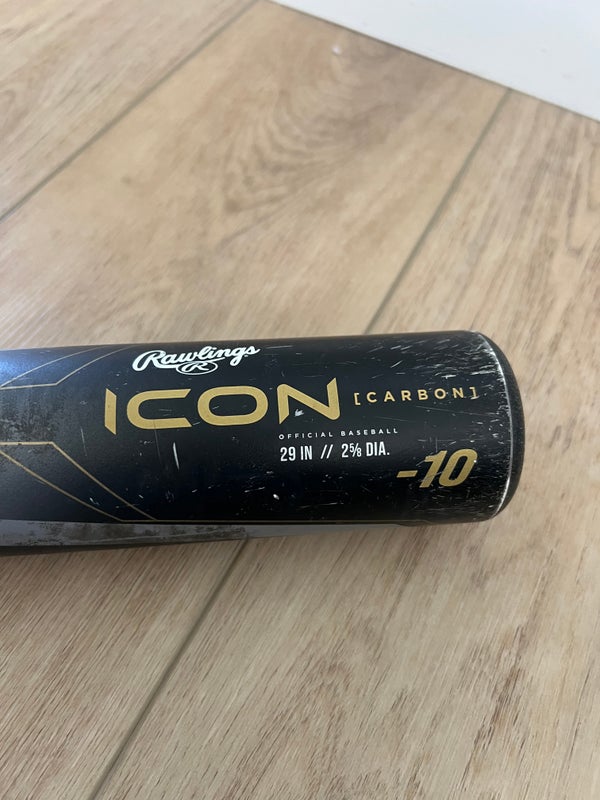 Rawlings
R
ICON [CARBON]
OFFICIAL BASEBALL
29 IN // 2⅝ DIA.
-10